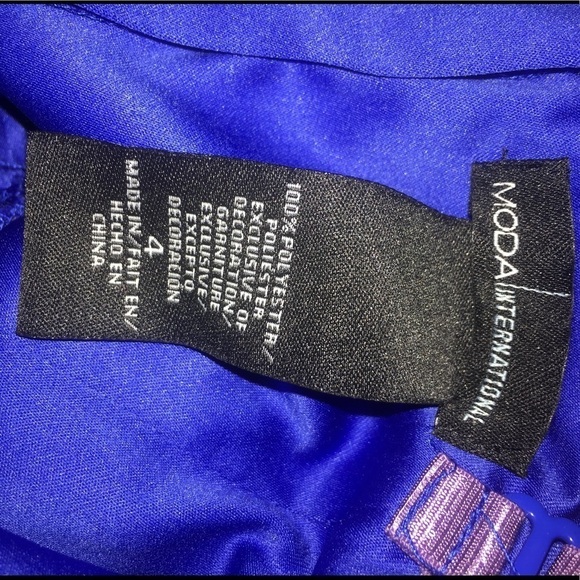 MODA INTERNATIONAL
100% POLYESTER/
POLIESTER
EXCLUSIVE OF
DECORATION/
GARNITURE
EXCLUSIVE/
EXCEPTO
DECORACIÓN
4
MADE IN/FAIT EN/
HECHO EN
CHINA